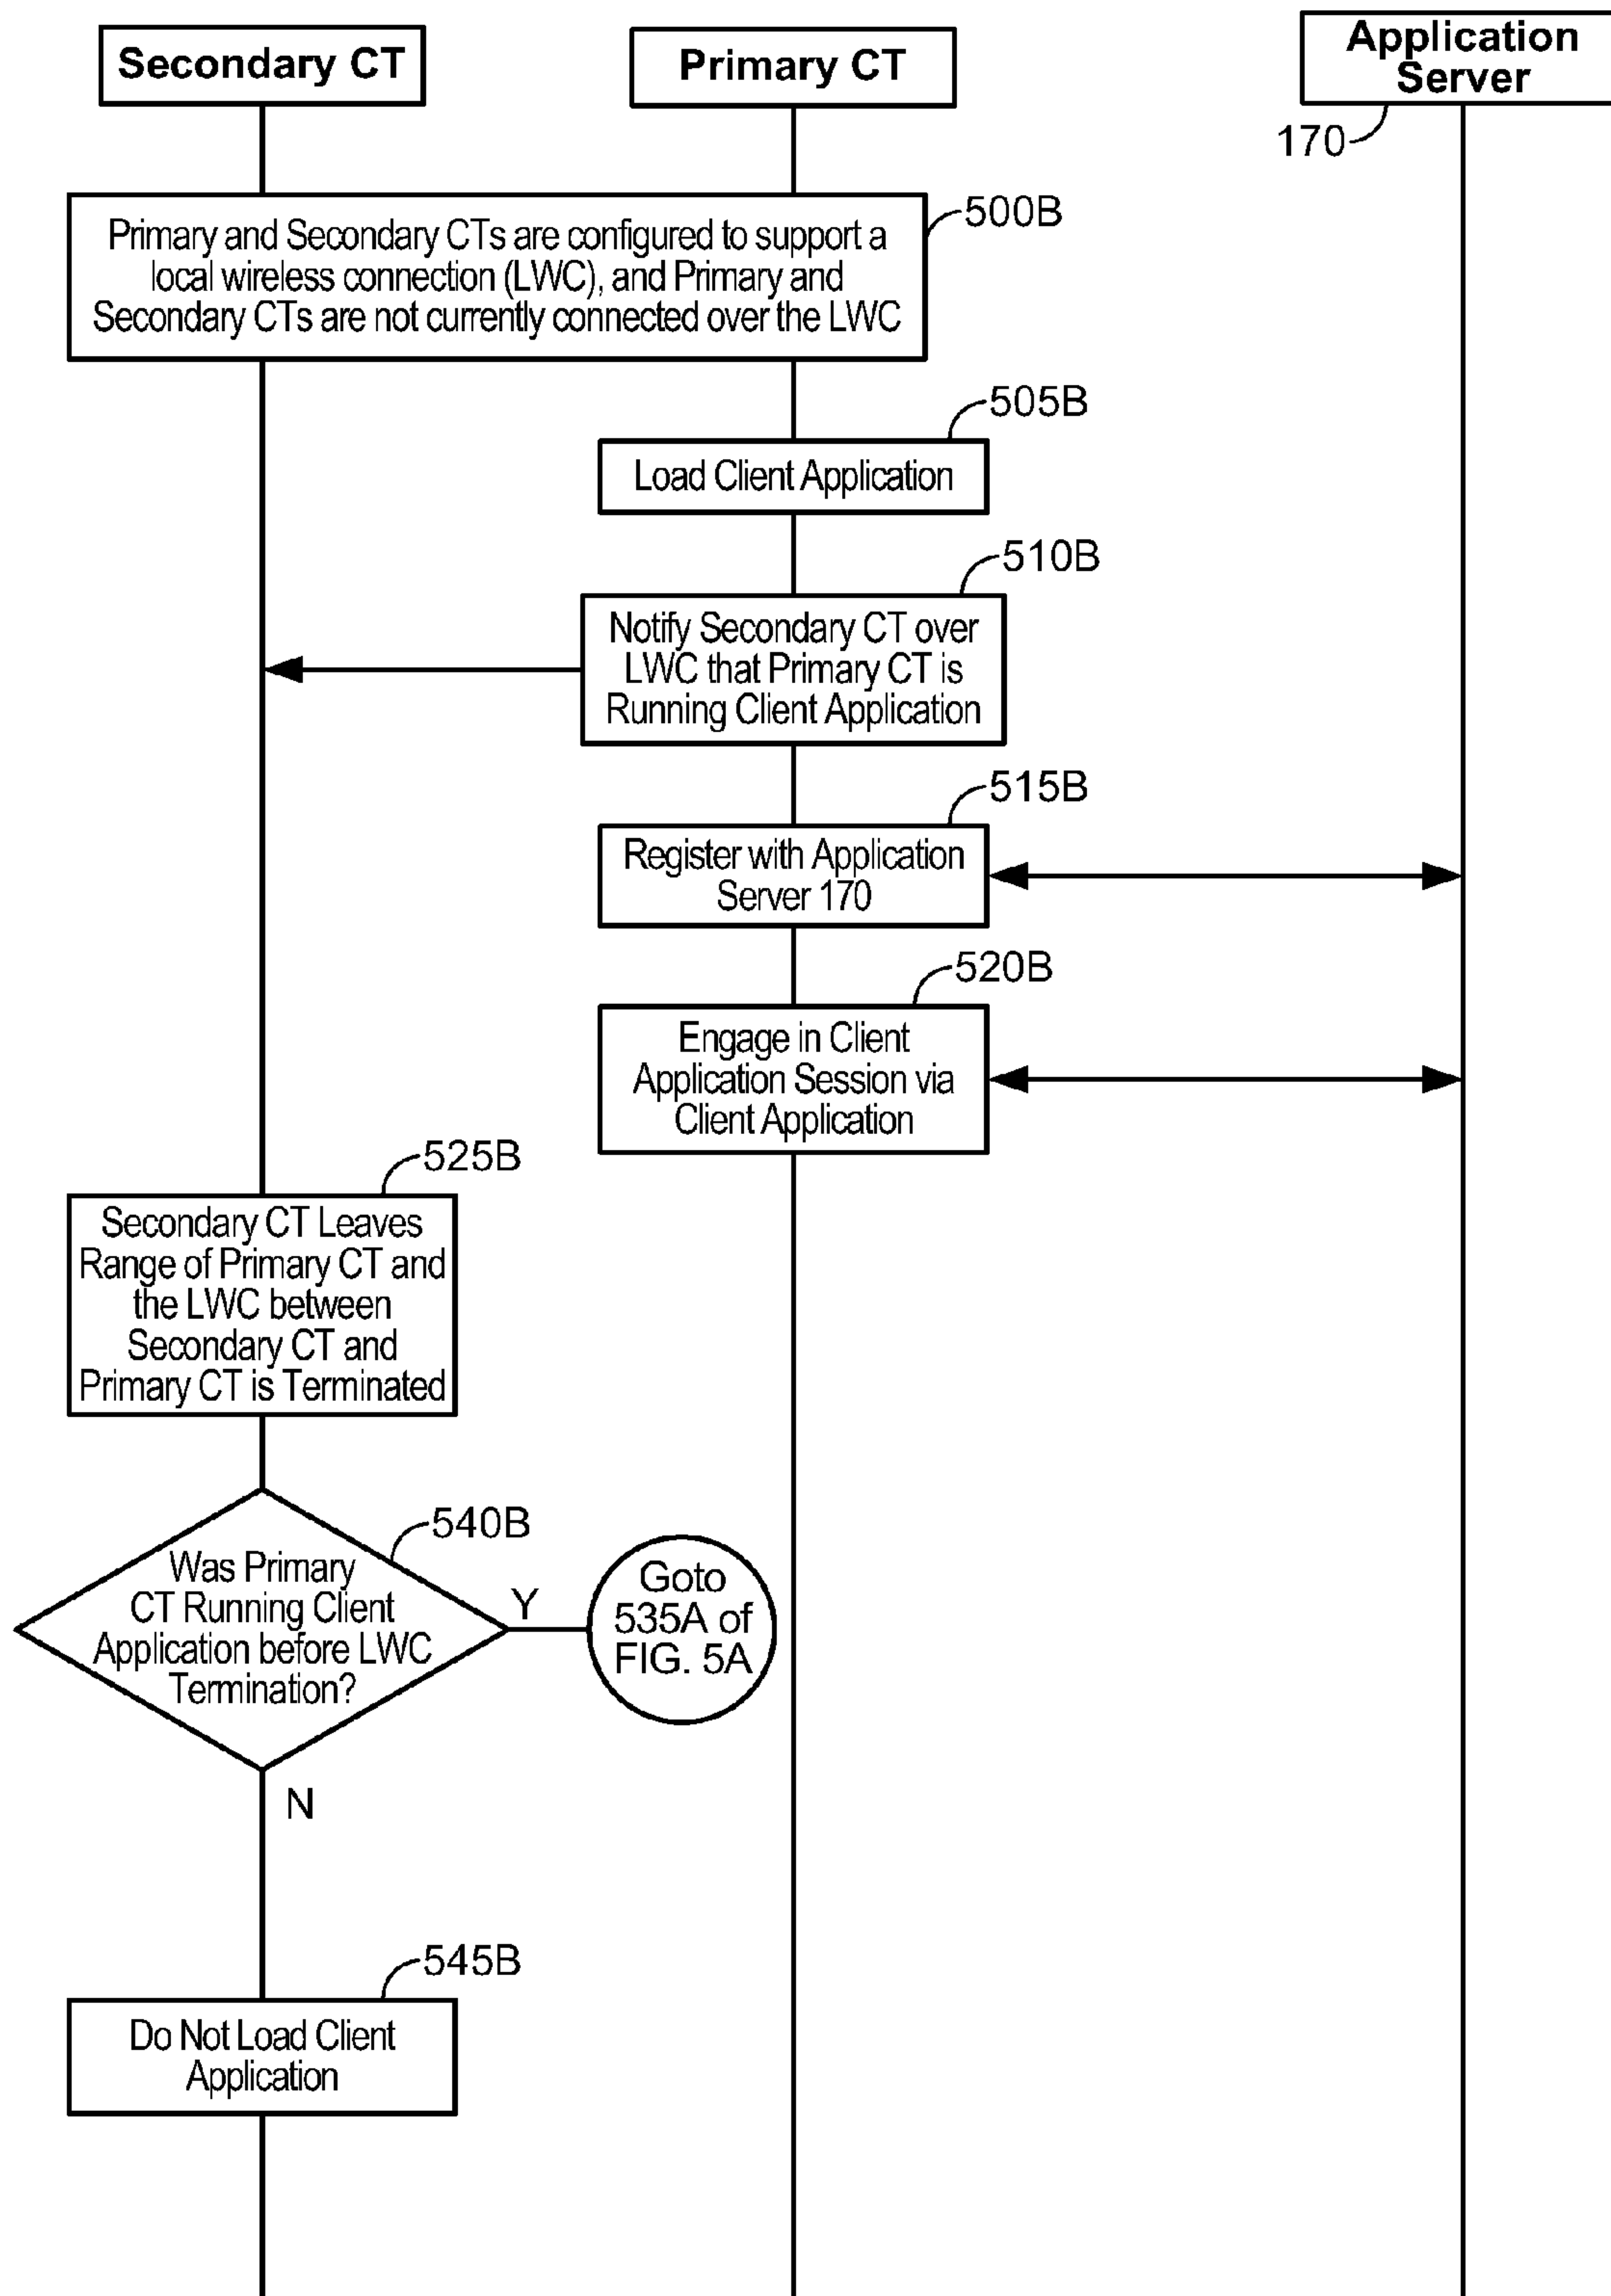 Secondary CT
Primary CT
Application
Server
170
500B
Primary and Secondary CTs are configured to support a
local wireless connection (LWC), and Primary and
Secondary CTs are not currently connected over the LWC
505B
Load Client Application
510B
Notify Secondary CT over
LWC that Primary CT is
Running Client Application
515B
Register with Application
Server 170
520B
Engage in Client
Application Session via
Client Application
525B
Secondary CT Leaves
Range of Primary CT and
the LWC between
Secondary CT and
Primary CT is Terminated
540B
Was Primary
CT Running Client
Application before LWC
Termination?
Y
Goto
535A of
FIG. 5A
N
545B
Do Not Load Client
Application